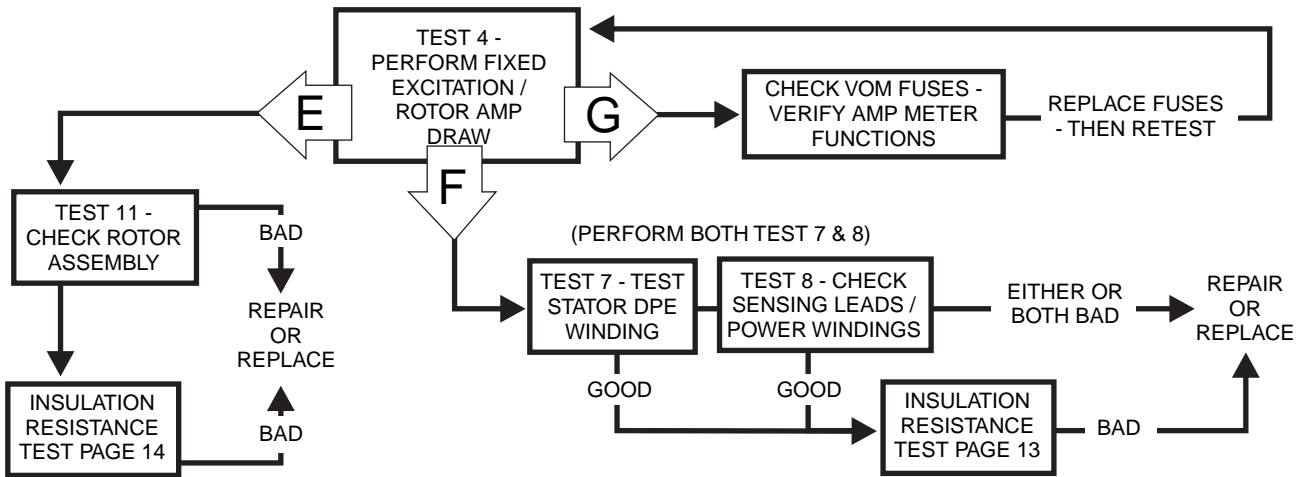 TEST 4 -
PERFORM FIXED
EXCITATION /
ROTOR AMP
DRAW
E
G
F
CHECK VOM FUSES -
VERIFY AMP METER
FUNCTIONS
REPLACE FUSES
- THEN RETEST
TEST 11 -
CHECK ROTOR
ASSEMBLY
BAD
REPAIR
OR
REPLACE
INSULATION
RESISTANCE
TEST PAGE 14
BAD
(PERFORM BOTH TEST 7 & 8)
TEST 7 - TEST
STATOR DPE
WINDING
TEST 8 - CHECK
SENSING LEADS /
POWER WINDINGS
EITHER OR
BOTH BAD
REPAIR
OR
REPLACE
GOOD
GOOD
INSULATION
RESISTANCE
TEST PAGE 13
BAD